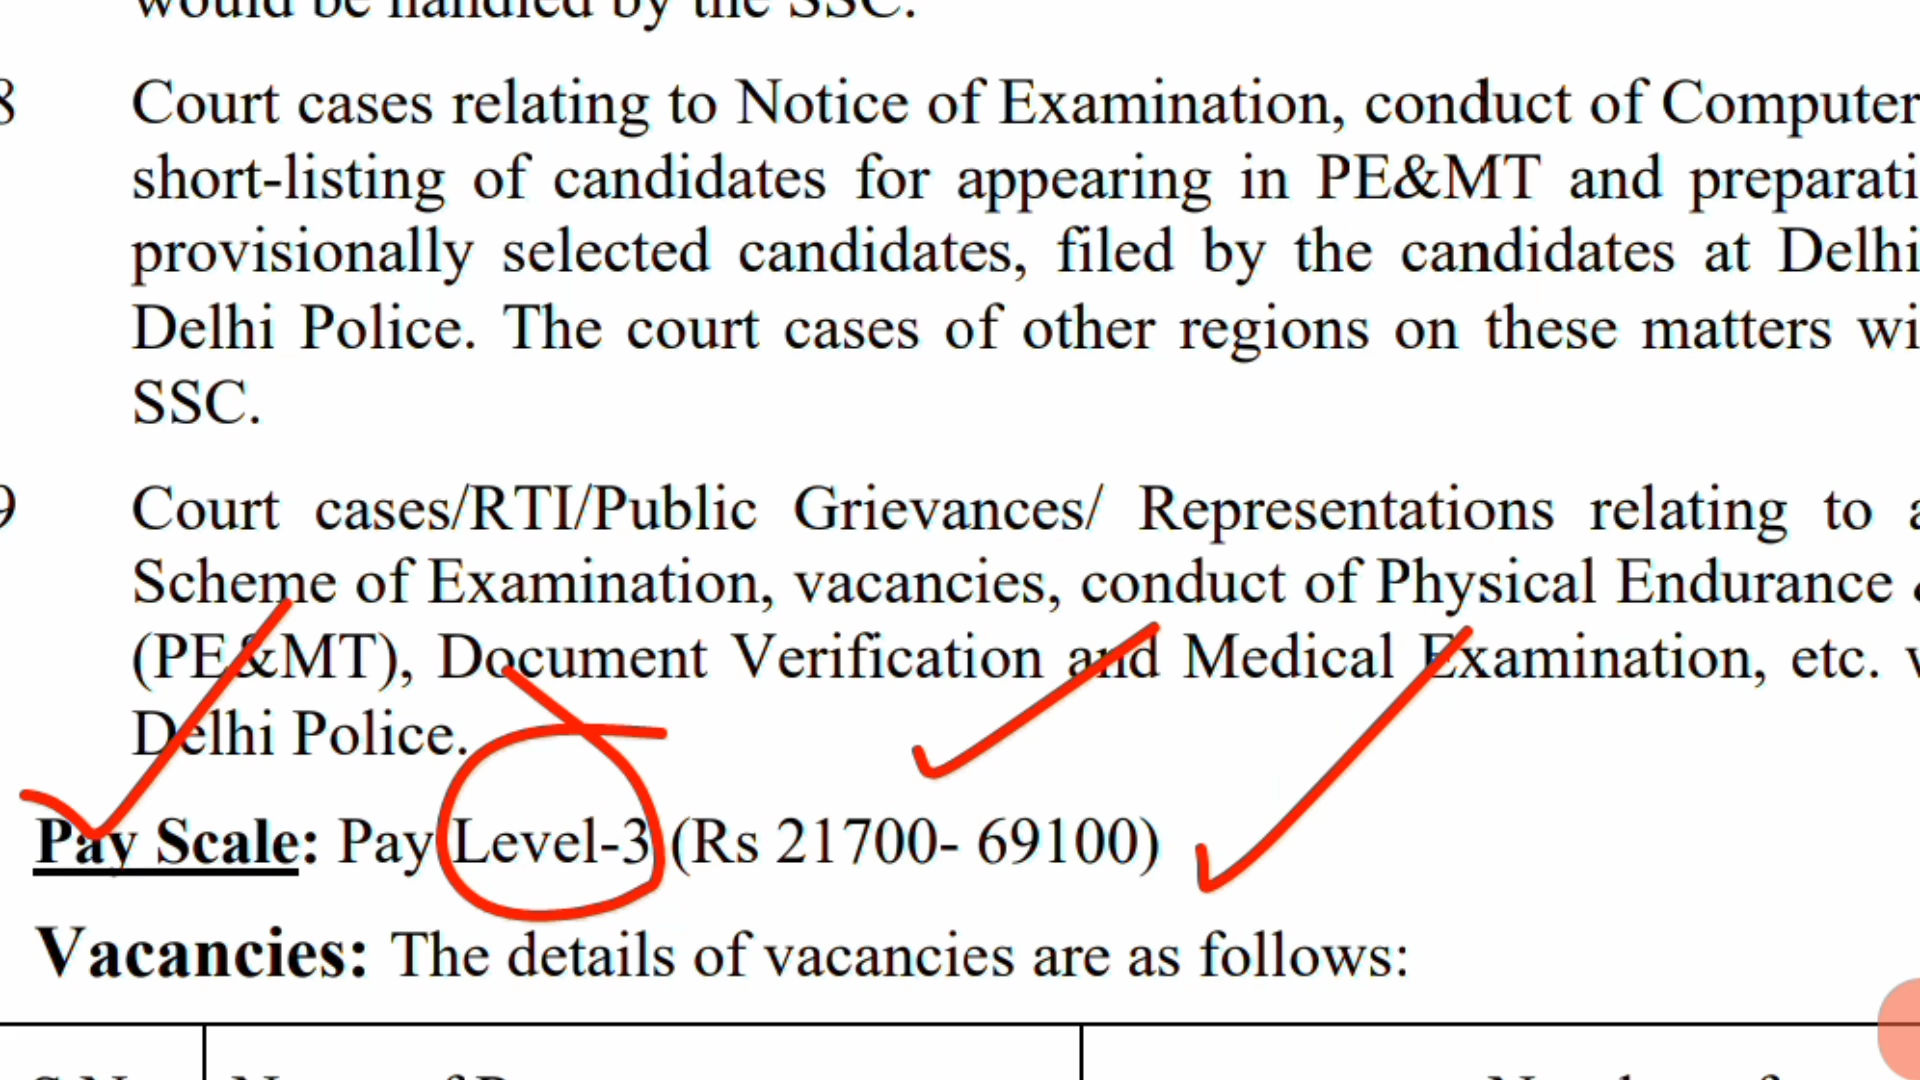 would be handled by the SSC.
8 Court cases relating to Notice of Examination, conduct of Computer
short-listing of candidates for appearing in PE&MT and preparati
provisionally selected candidates, filed by the candidates at Delhi
Delhi Police. The court cases of other regions on these matters wi
SSC.
9 Court cases/RTI/Public Grievances/ Representations relating to a
Scheme of Examination, vacancies, conduct of Physical Endurance &
(PE&MT), Document Verification and Medical Examination, etc. w
Delhi Police.
Pay Scale: Pay Level-3 (Rs 21700- 69100)
Vacancies: The details of vacancies are as follows: